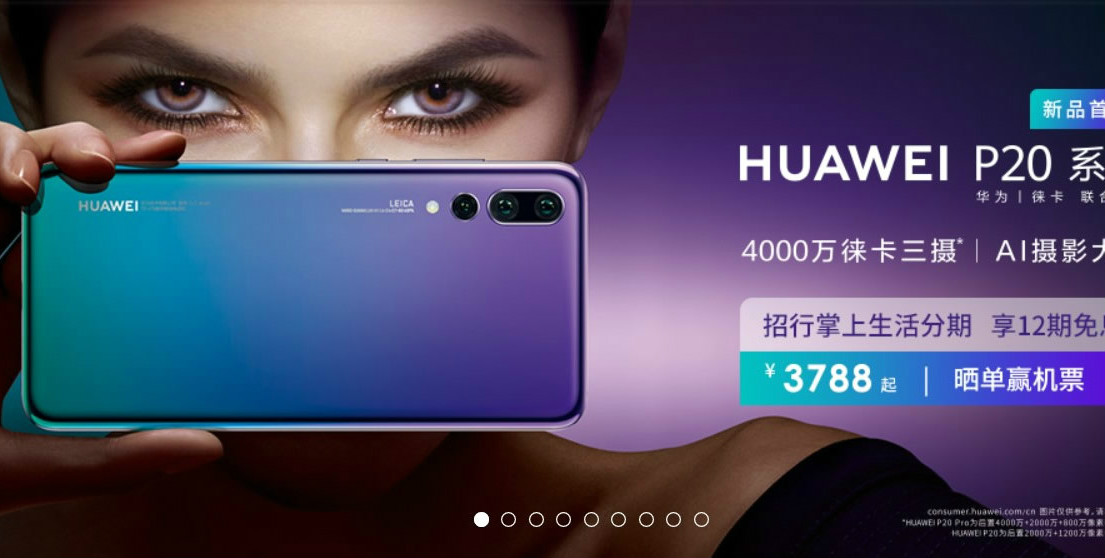 新品首
HUAWEI P20 系
华为 | 徕卡 联合
4000万徕卡三摄* | AI摄影大
招行掌上生活分期 享12期免息
¥ 3788 起 | 晒单赢机票
HUAWEI
LEICA
consumer.huawei.com/cn 图片仅供参考,请
*HUAWEI P20 Pro为后置4000万+2000万+800万像素
HUAWEI P20为后置2000万+1200万像素